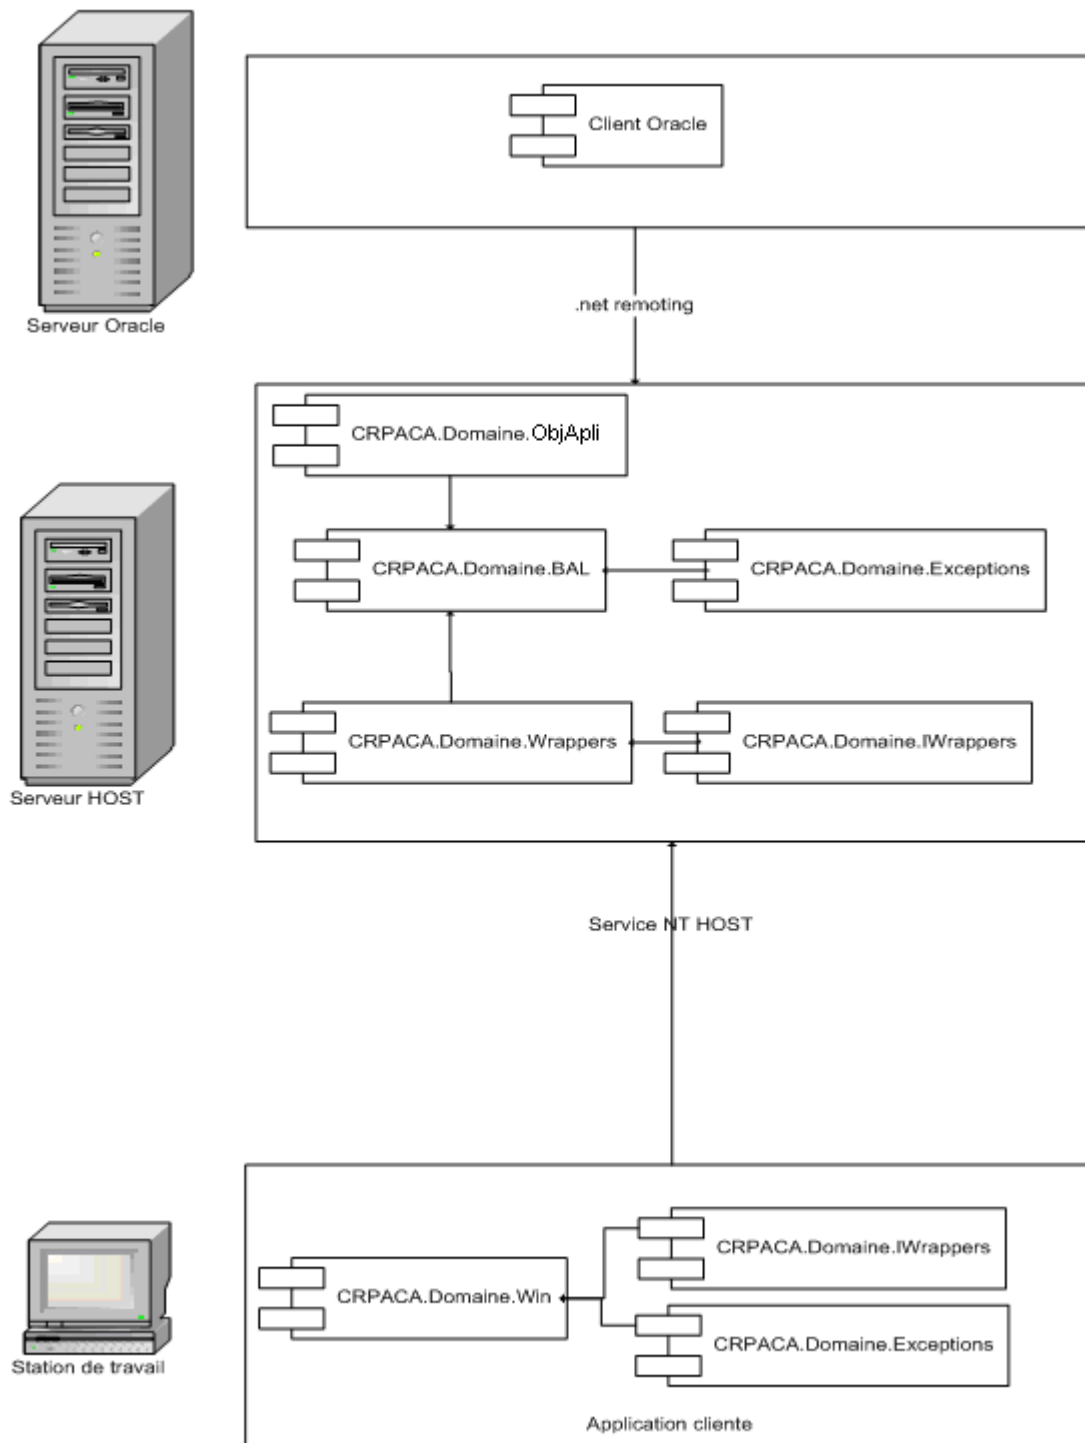 Client Oracle
Serveur Oracle
.net remoting
CRPACA.Domaine.ObjApli
CRPACA.Domaine.BAL
CRPACA.Domaine.Exceptions
CRPACA.Domaine.Wrappers
CRPACA.Domaine.IWrappers
Serveur HOST
Service NT HOST
CRPACA.Domaine.IWrappers
CRPACA.Domaine.Win
CRPACA.Domaine.Exceptions
Station de travail
Application cliente